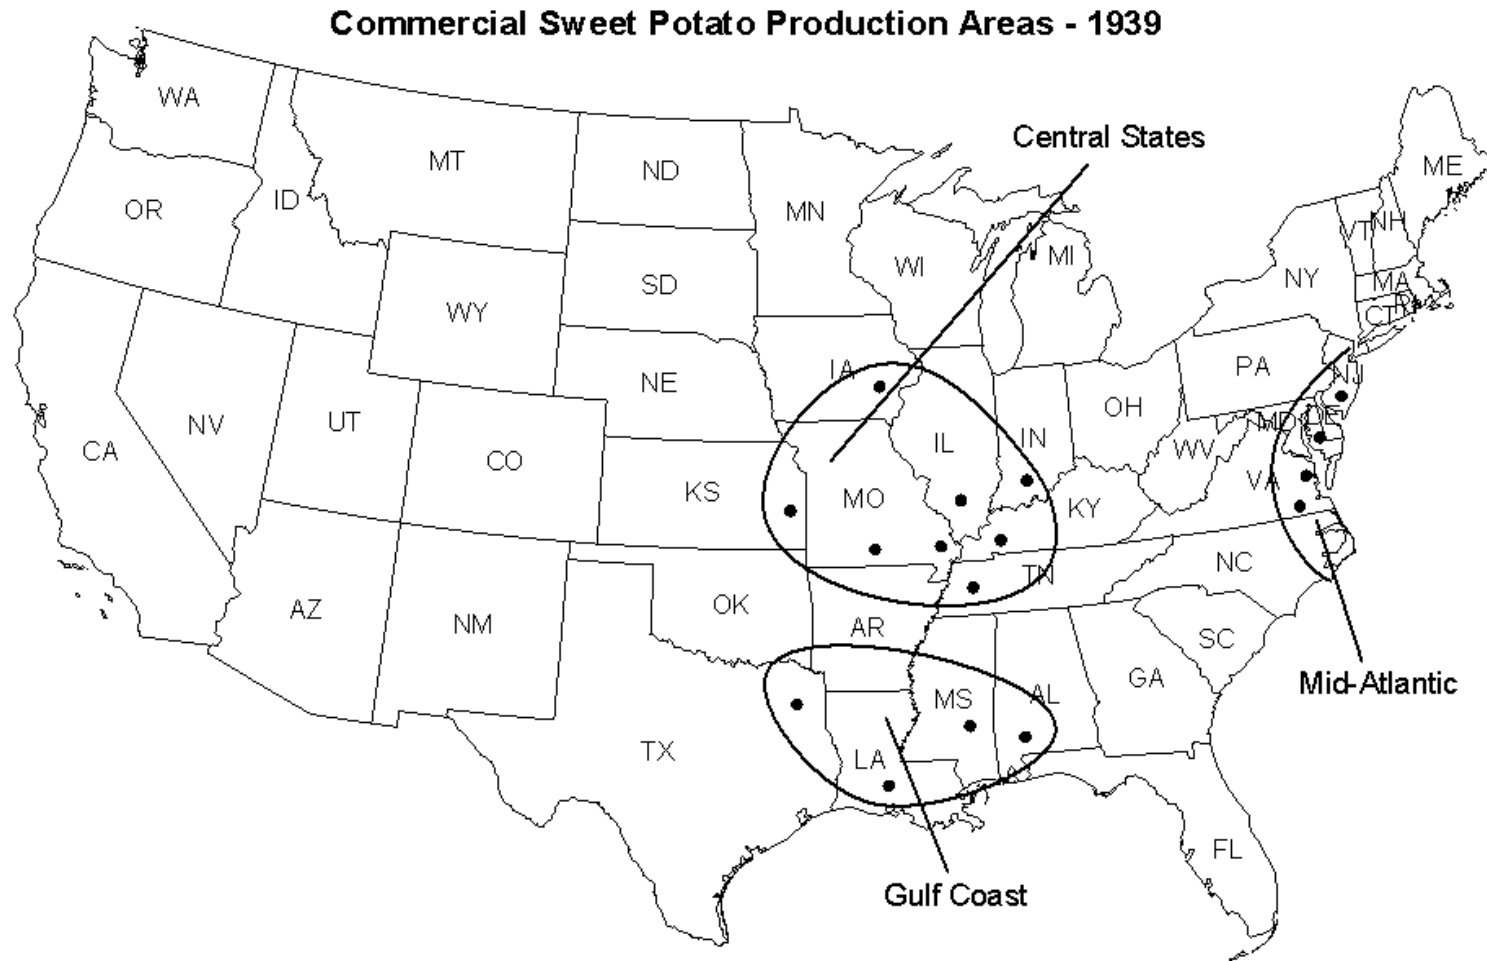 Commercial Sweet Potato Production Areas - 1939
WA
MT
ND
Central States
ME
OR
ID
MN
VT
NH
WI
MI
NY
SD
WY
MA
RI
CT
NE
IA
PA
NJ
OH
NV
UT
CA
CO
KS
MO
IL
IN
WV
MD
DE
VA
KY
AZ
NM
OK
AR
TN
NC
SC
TX
LA
MS
AL
GA
Mid-Atlantic
FL
Gulf Coast